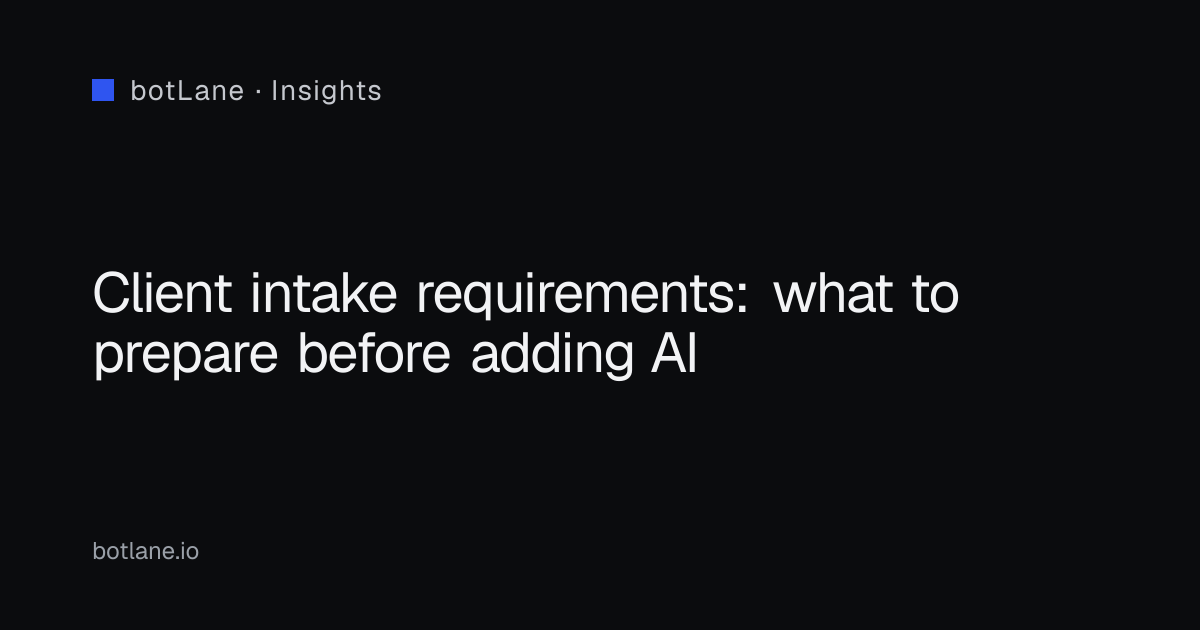 botLane · Insights
Client intake requirements: what to
prepare before adding AI
botlane.io